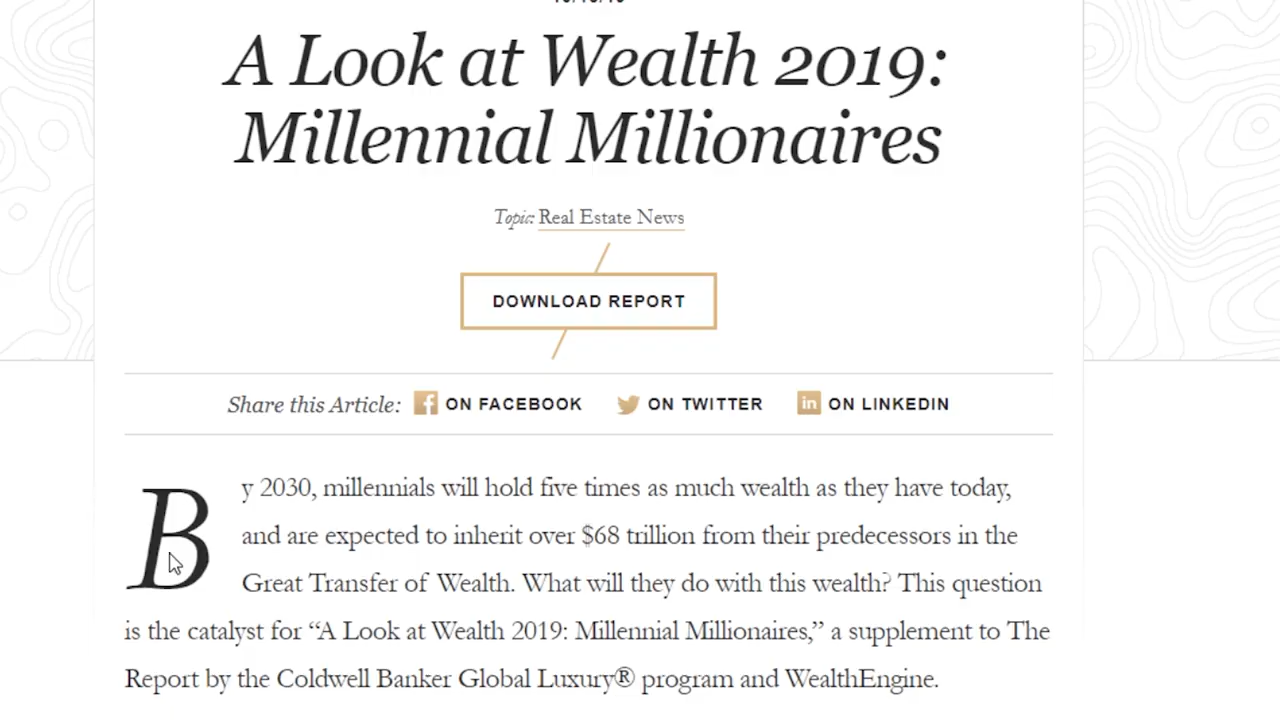 A Look at Wealth 2019:
Millennial Millionaires
Topic: Real Estate News
DOWNLOAD REPORT
Share this Article: ON FACEBOOK ON TWITTER in ON LINKEDIN
By 2030, millennials will hold five times as much wealth as they have today,
and are expected to inherit over $68 trillion from their predecessors in the
Great Transfer of Wealth. What will they do with this wealth? This question
is the catalyst for “A Look at Wealth 2019: Millennial Millionaires,” a supplement to The
Report by the Coldwell Banker Global Luxury® program and WealthEngine.